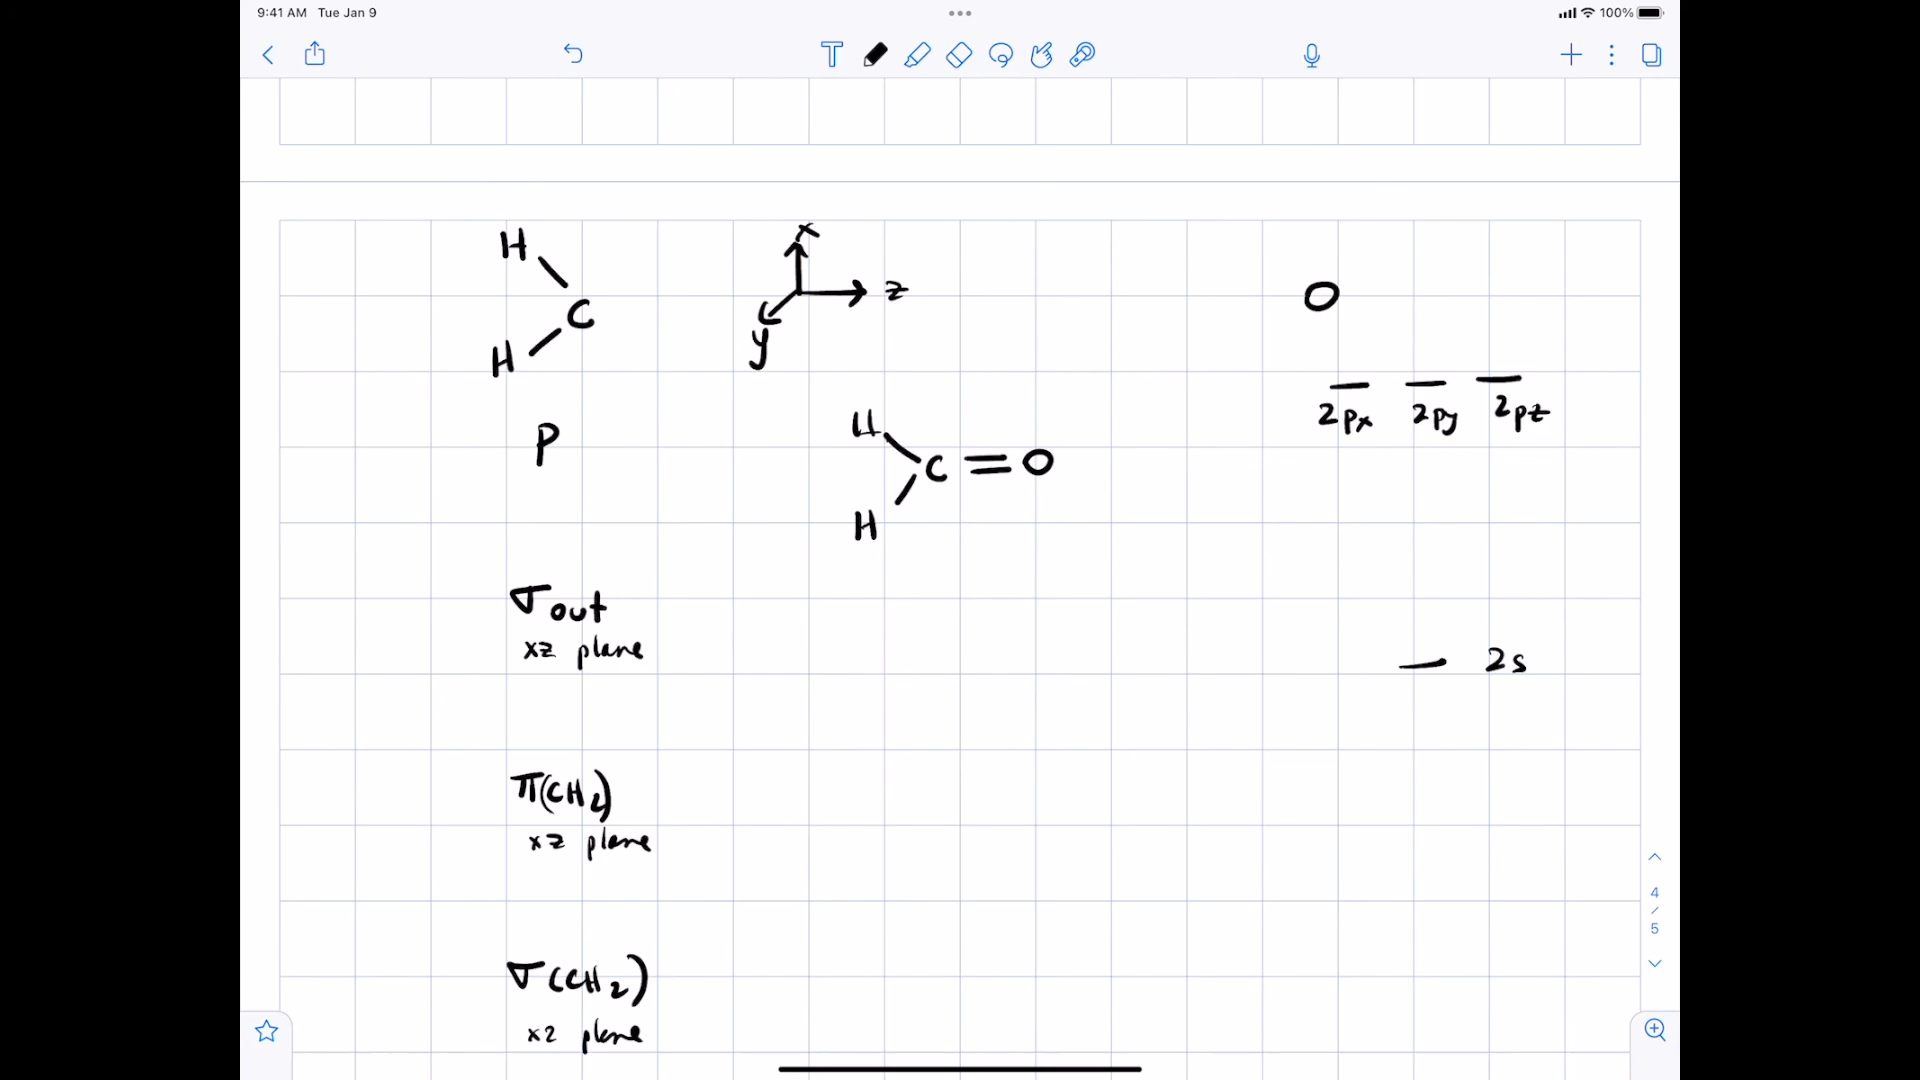 9:41 AM Tue Jan 9
100%
T
H
C
H
x
z
y
O
2px 2py 2pz
P
H
C = O
H
σout
xz plane
2s
π(CH2)
xz plane
σ(CH2)
xz plane
4
/
5